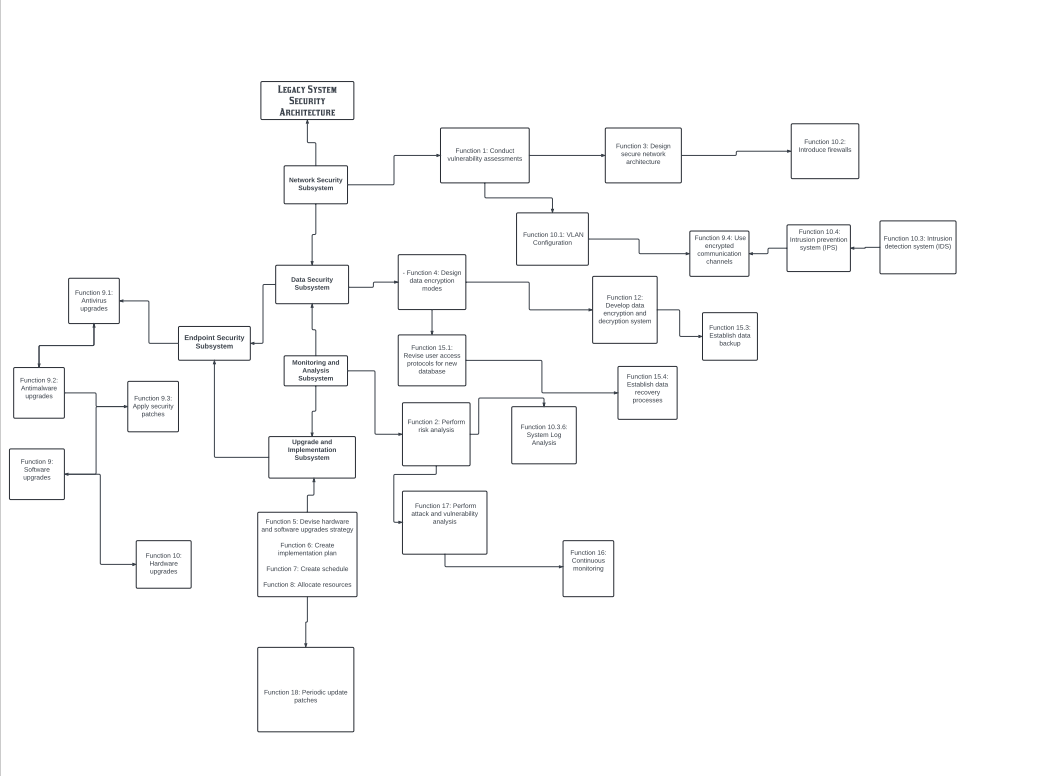 LEGACY SYSTEM
SECURITY
ARCHITECTURE
Network Security
Subsystem
Function 1: Conduct
vulnerability assessments
Function 3: Design
secure network
architecture
Function 10.2:
Introduce firewalls
Function 10.1: VLAN
Configuration
Function 9.4: Use
encrypted
communication
channels
Function 10.4:
Intrusion prevention
system (IPS)
Function 10.3: Intrusion
detection system (IDS)
Data Security
Subsystem
- Function 4: Design
data encryption
modes
Function 12:
Develop data
encryption and
decryption system
Function 15.3:
Establish data
backup
Function 9.1:
Antivirus
upgrades
Endpoint Security
Subsystem
Function 15.1:
Revise user access
protocols for new
database
Function 15.4:
Establish data
recovery
processes
Monitoring and
Analysis
Subsystem
Function 9.2:
Antimalware
upgrades
Function 9.3:
Apply security
patches
Function 2: Perform
risk analysis
Function 10.3.6:
System Log
Analysis
Upgrade and
Implementation
Subsystem
Function 9:
Software
upgrades
Function 17: Perform
attack and vulnerability
analysis
Function 5: Devise hardware
and software upgrades strategy
Function 6: Create
implementation plan
Function 7: Create schedule
Function 8: Allocate resources
Function 10:
Hardware
upgrades
Function 16:
Continuous
monitoring
Function 18: Periodic update
patches